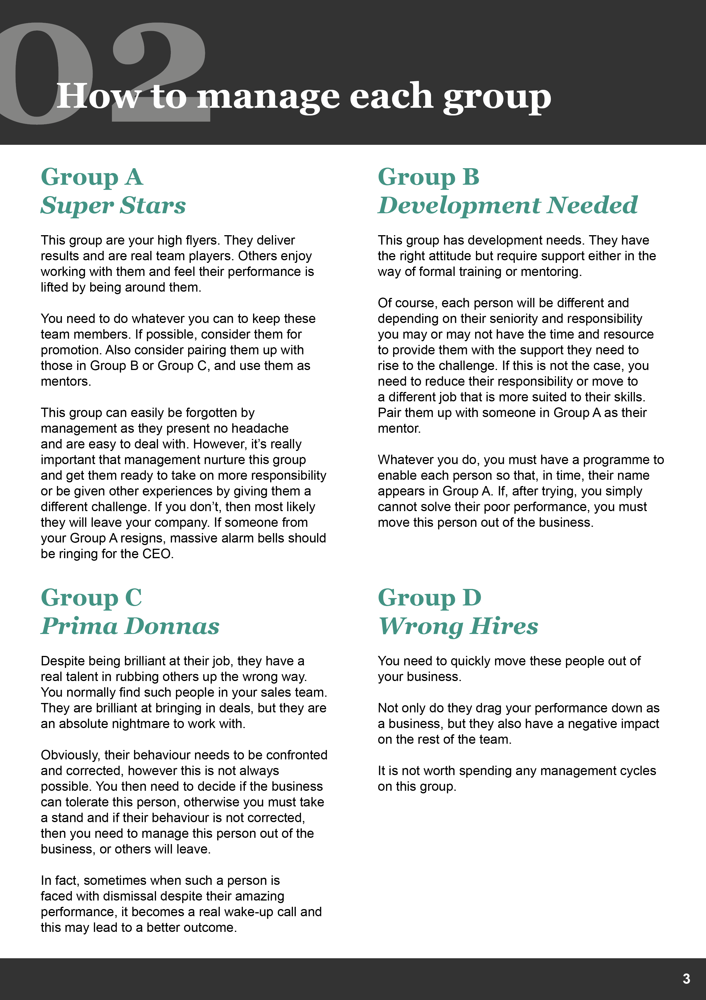 02
How to manage each group
Group A
Super Stars
This group are your high flyers. They deliver
results and are real team players. Others enjoy
working with them and feel their performance is
lifted by being around them.
You need to do whatever you can to keep these
team members. If possible, consider them for
promotion. Also consider pairing them up with
those in Group B or Group C, and use them as
mentors.
This group can easily be forgotten by
management as they present no headache
and are easy to deal with. However, it’s really
important that management nurture this group
and get them ready to take on more responsibility
or be given other experiences by giving them a
different challenge. If you don’t, then most likely
they will leave your company. If someone from
your Group A resigns, massive alarm bells should
be ringing for the CEO.
Group B
Development Needed
This group has development needs. They have
the right attitude but require support either in the
way of formal training or mentoring.
Of course, each person will be different and
depending on their seniority and responsibility
you may or may not have the time and resource
to provide them with the support they need to
rise to the challenge. If this is not the case, you
need to reduce their responsibility or move to
a different job that is more suited to their skills.
Pair them up with someone in Group A as their
mentor.
Whatever you do, you must have a programme to
enable each person so that, in time, their name
appears in Group A. If, after trying, you simply
cannot solve their poor performance, you must
move this person out of the business.
Group C
Prima Donnas
Despite being brilliant at their job, they have a
real talent in rubbing others up the wrong way.
You normally find such people in your sales team.
They are brilliant at bringing in deals, but they are
an absolute nightmare to work with.
Obviously, their behaviour needs to be confronted
and corrected, however this is not always
possible. You then need to decide if the business
can tolerate this person, otherwise you must take
a stand and if their behaviour is not corrected,
then you need to manage this person out of the
business, or others will leave.
In fact, sometimes when such a person is
faced with dismissal despite their amazing
performance, it becomes a real wake-up call and
this may lead to a better outcome.
Group D
Wrong Hires
You need to quickly move these people out of
your business.
Not only do they drag your performance down as
a business, but they also have a negative impact
on the rest of the team.
It is not worth spending any management cycles
on this group.
3